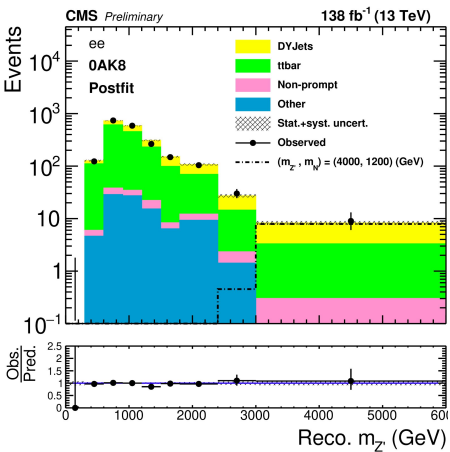 CMS Preliminary 138 fb⁻¹ (13 TeV)
Events
10⁴
10³
10²
10
1
10⁻¹
ee
0AK8
Postfit
DYJets
ttbar
Non-prompt
Other
Stat.+syst. uncert.
Observed
(m_Z', m_N) = (4000, 1200) (GeV)
Obs.
Pred.
2.5
2
1.5
1
0.5
0
0 1000 2000 3000 4000 5000 6000
Reco. m_Z' (GeV)